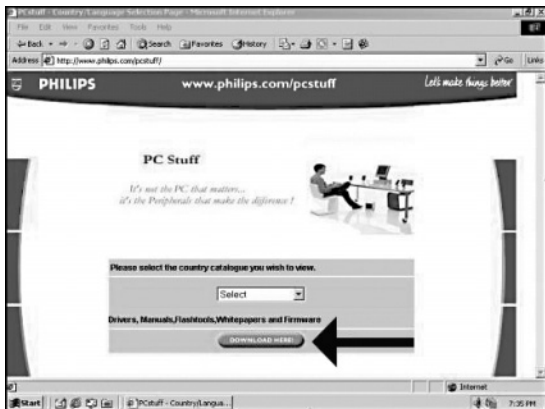 PCstuff - Country/Language Selection Page - Microsoft Internet Explorer
File Edit View Favorites Tools Help
Back Search Favorites History
Address http://www.philips.com/pcstuff/ Go Links
PHILIPS www.philips.com/pcstuff Let's make things better
PC Stuff
It's not the PC that matters...
it's the Peripherals that make the difference !
Please select the country catalogue you wish to view.
Select
Drivers, Manuals,Flashtools,Whitepapers and Firmware
DOWNLOAD HERE!
Internet
Start PCstuff - Country/Langua... 7:35 PM